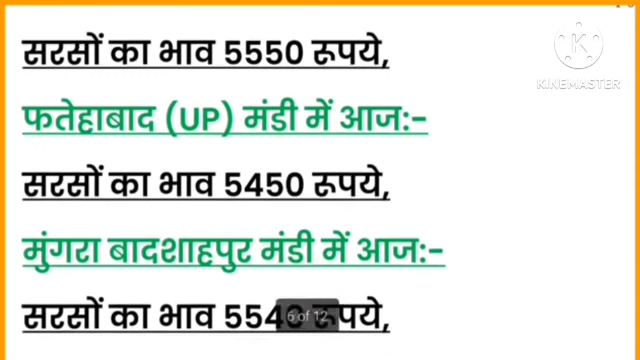 सरसों का भाव 5550 रूपये,
KINEMASTER
फतेहाबाद (UP) मंडी में आज:-
सरसों का भाव 5450 रूपये,
मुंगरा बादशाहपुर मंडी में आज:-
सरसों का भाव 5540 रूपये,
6 of 12